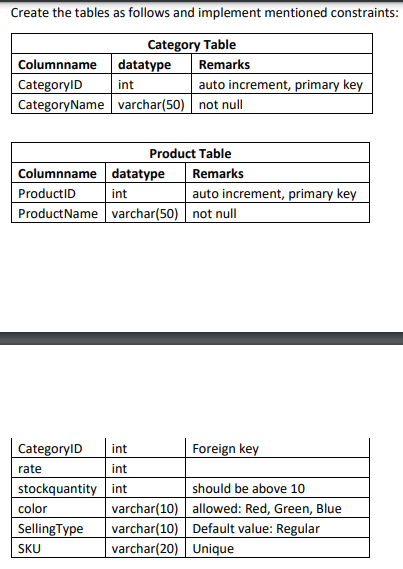 Create the tables as follows and implement mentioned constraints:
Category Table
Columnname datatype Remarks
CategoryID int auto increment, primary key
CategoryName varchar(50) not null
Product Table
Columnname datatype Remarks
ProductID int auto increment, primary key
ProductName varchar(50) not null
CategoryID int Foreign key
rate int
stockquantity int should be above 10
color varchar(10) allowed: Red, Green, Blue
SellingType varchar(10) Default value: Regular
SKU varchar(20) Unique